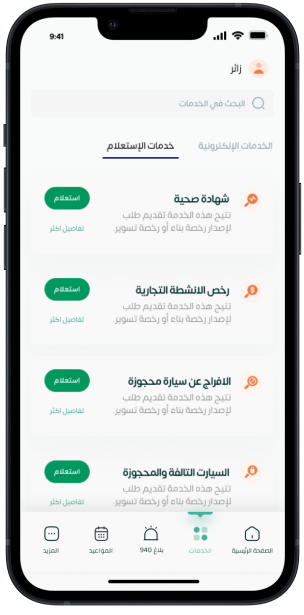 9:41
زائر
البحث في الخدمات
الخدمات الإلكترونية
خدمات الإستعلام
شهادة صحية
تتيح هذه الخدمة تقديم طلب
لإصدار رخصة بناء أو رخصة تسوير.
استعلام
تفاصيل اكثر
رخص الانشطة التجارية
تتيح هذه الخدمة تقديم طلب
لإصدار رخصة بناء أو رخصة تسوير.
استعلام
تفاصيل اكثر
الافراج عن سيارة محجوزة
تتيح هذه الخدمة تقديم طلب
لإصدار رخصة بناء أو رخصة تسوير.
استعلام
تفاصيل اكثر
السيارت التالفة والمحجوزة
تتيح هذه الخدمة تقديم طلب
لإصدار رخصة بناء أو رخصة تسوير.
استعلام
تفاصيل اكثر
الصفحة الرئيسية
الخدمات
بلاغ 940
المواعيد
المزيد